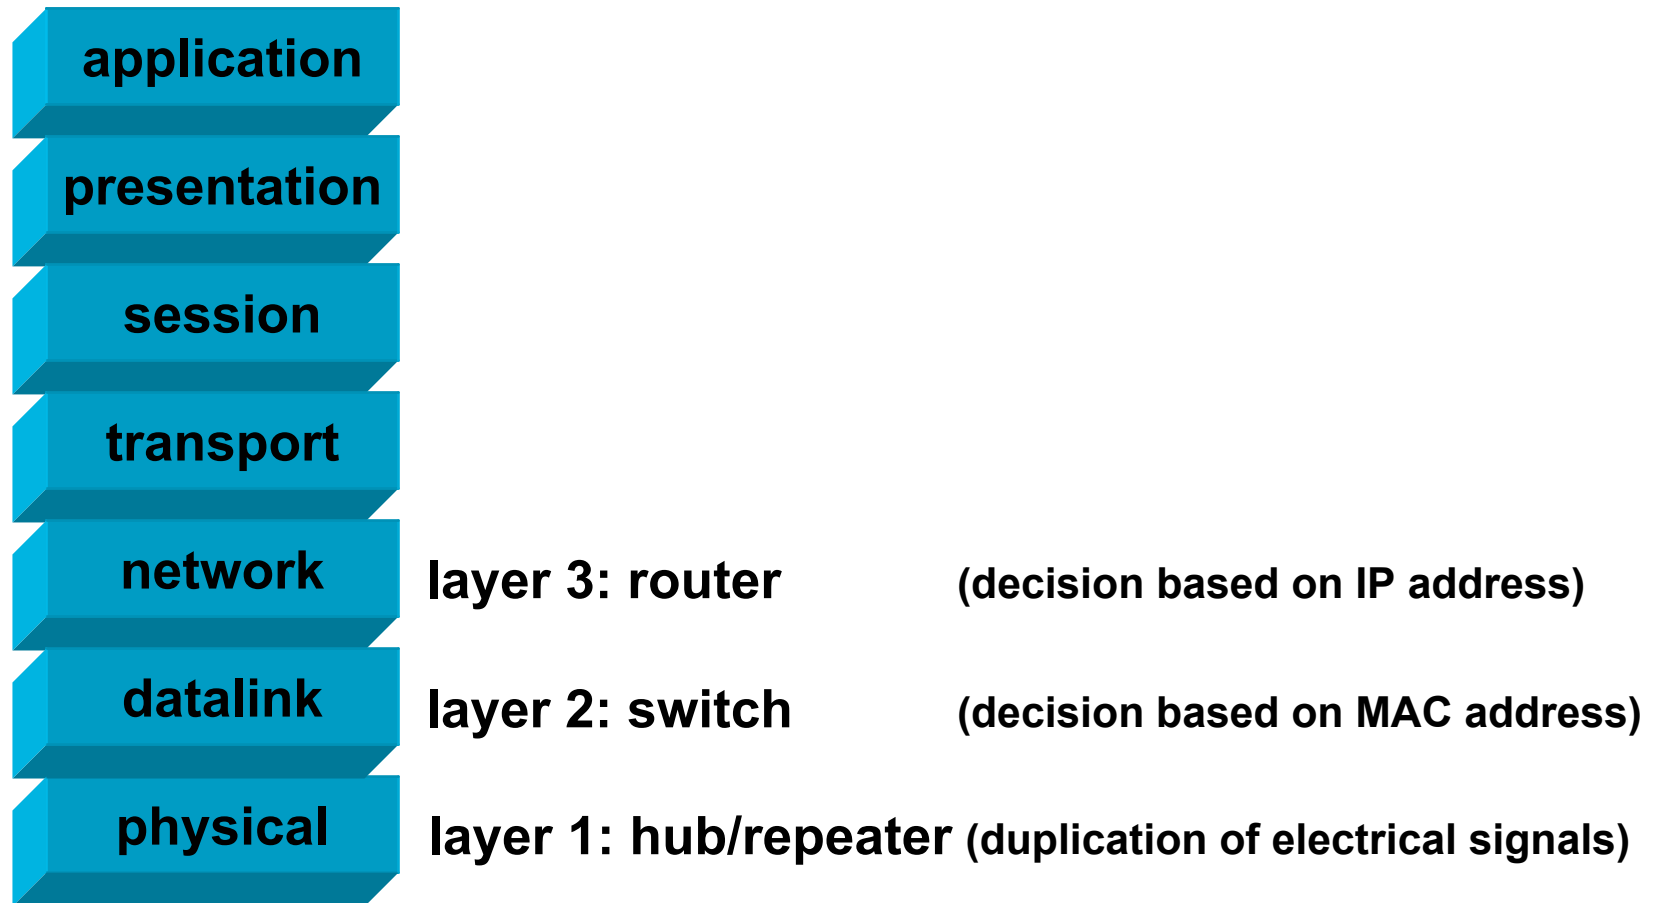 application
presentation
session
transport
network layer 3: router (decision based on IP address)
datalink layer 2: switch (decision based on MAC address)
physical layer 1: hub/repeater (duplication of electrical signals)